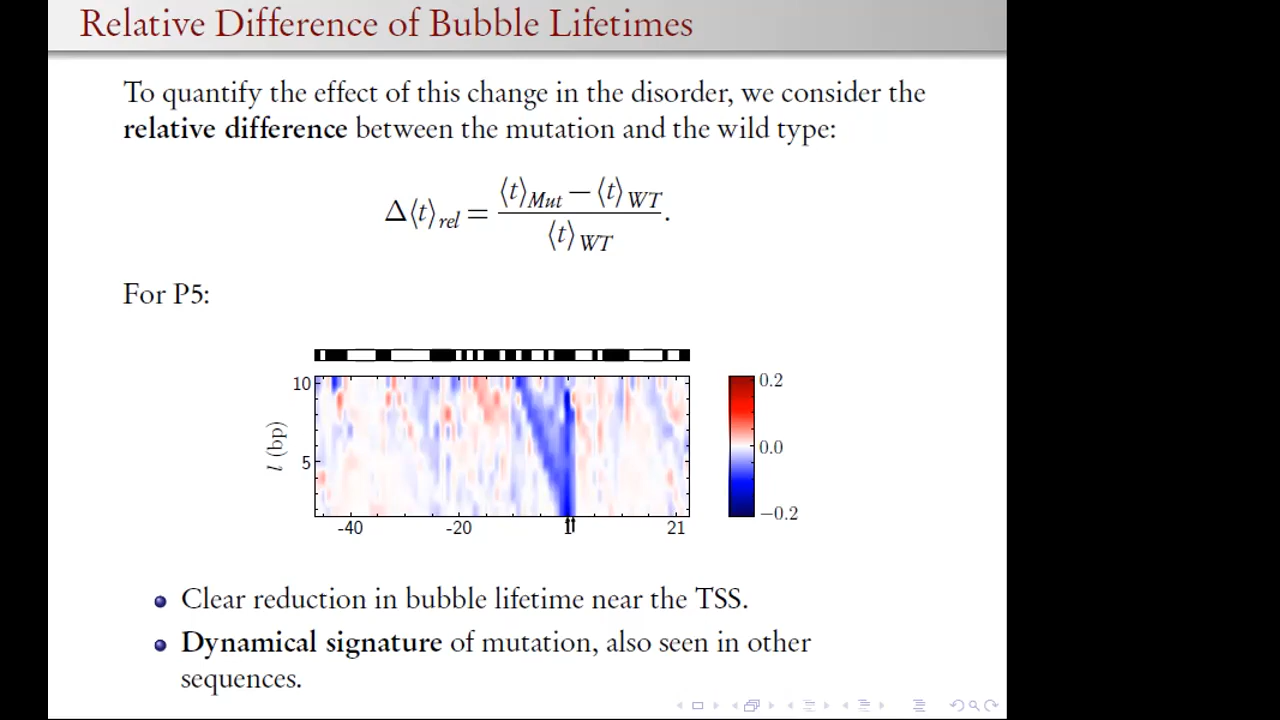 Relative Difference of Bubble Lifetimes
To quantify the effect of this change in the disorder, we consider the
relative difference between the mutation and the wild type:
Δ⟨t⟩rel = (⟨t⟩Mut − ⟨t⟩WT) / ⟨t⟩WT.
For P5:
10
5
l (bp)
-40 -20 1 21
0.2
0.0
−0.2
Clear reduction in bubble lifetime near the TSS.
Dynamical signature of mutation, also seen in other
sequences.